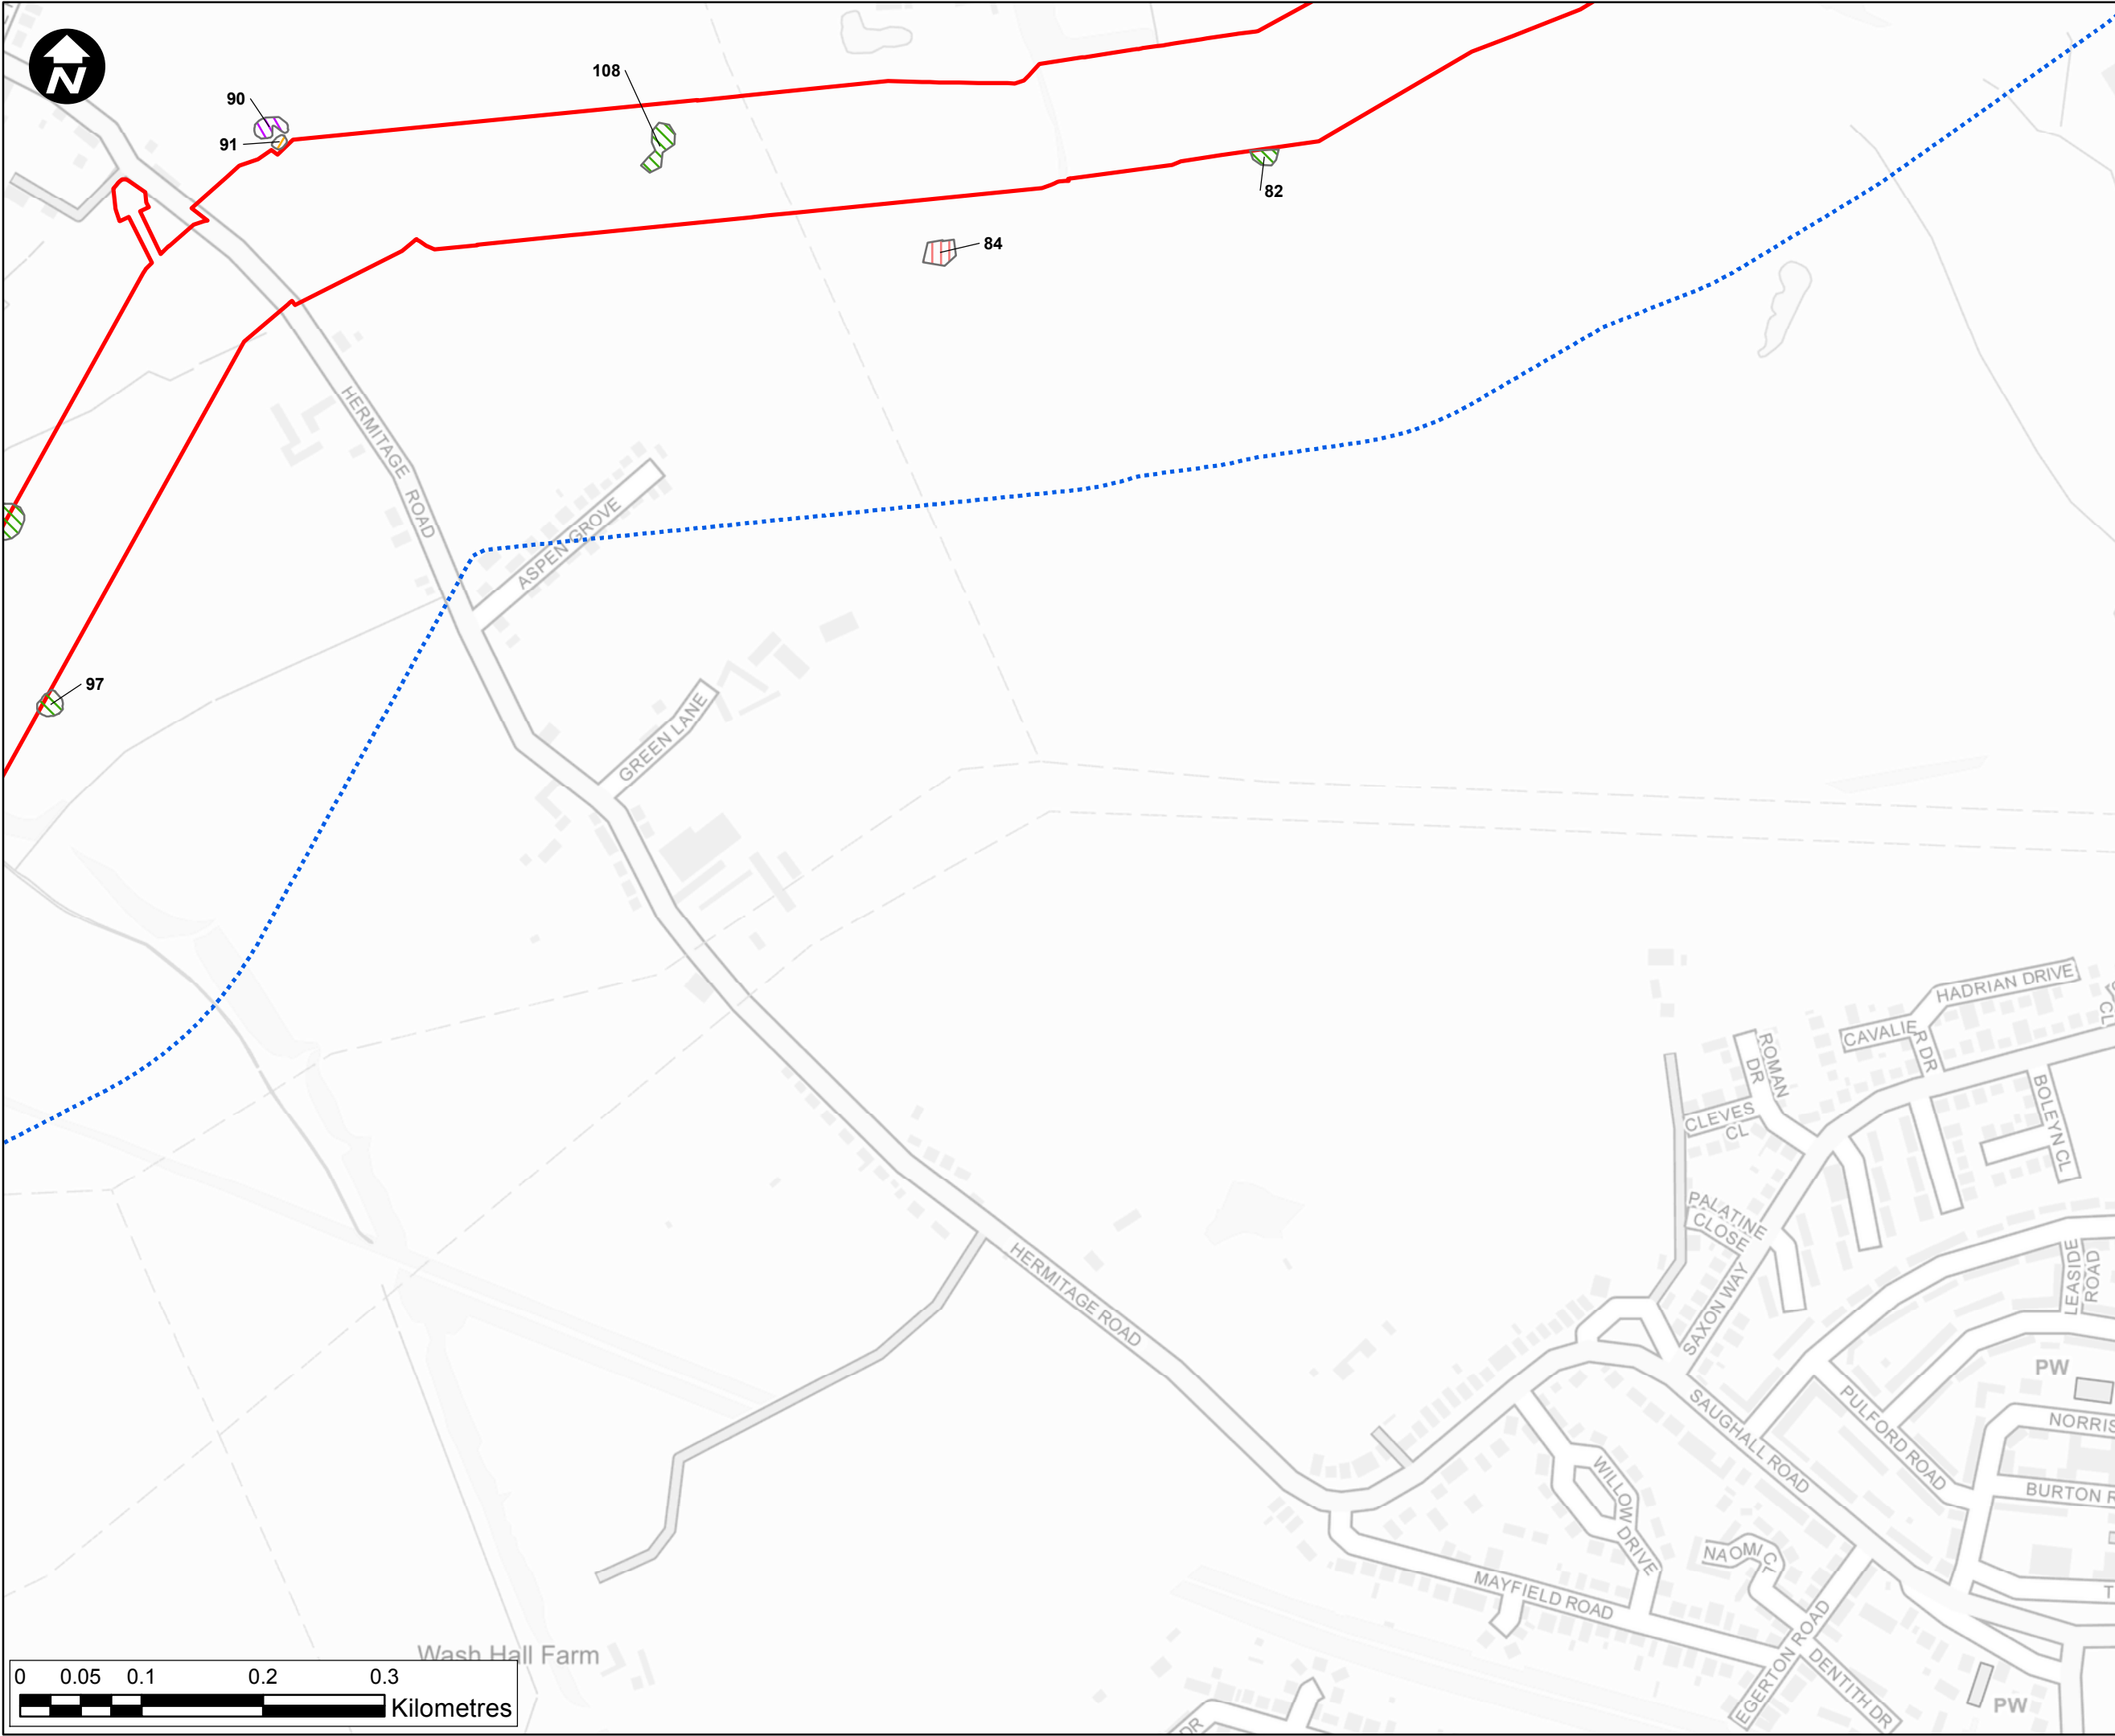 N
108
90
91
82
84
HERMITAGE ROAD
ASPEN GROVE
97
GREEN LANE
HADRIAN DRIVE
CAVALIER DR
ROMAN DR
CLEVES CL
BOLEYN CL
CL
PALATINE
CLOSE
SAXON WAY
LEASIDE
ROAD
HERMITAGE ROAD
PW
SAUGHALL ROAD
PULFORD ROAD
NORRIS
BURTON R
WILLOW DRIVE
NAOMI CL
MAYFIELD ROAD
T
EGERTON ROAD
DENTITH DR
PW
DR
Wash Hall Farm
0 0.05 0.1 0.2 0.3
Kilometres